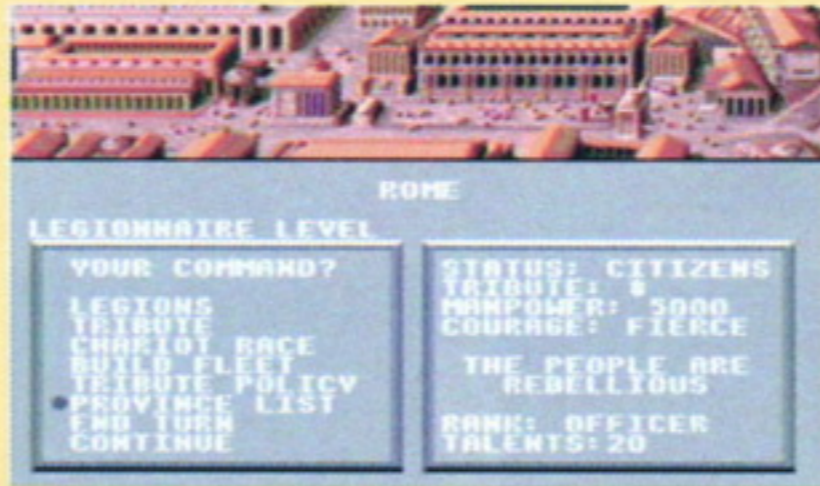 ROME
LEGIONNAIRE LEVEL
YOUR COMMAND?
LEGIONS
TRIBUTE
CHARIOT RACE
BUILD FLEET
TRIBUTE POLICY
PROVINCE LIST
END TURN
CONTINUE
STATUS: CITIZENS
TRIBUTE: 0
MANPOWER: 5000
COURAGE: FIERCE
THE PEOPLE ARE
REBELLIOUS
RANK: OFFICER
TALENTS:20